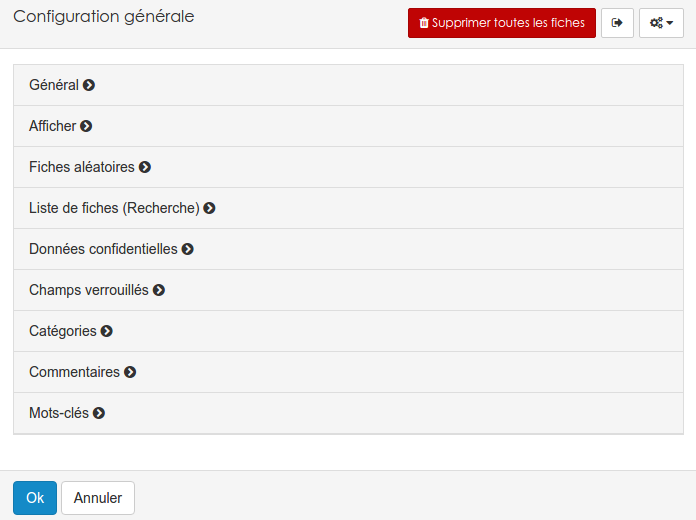 Configuration générale
Supprimer toutes les fiches
Général
Afficher
Fiches aléatoires
Liste de fiches (Recherche)
Données confidentielles
Champs verrouillés
Catégories
Commentaires
Mots-clés
Ok Annuler